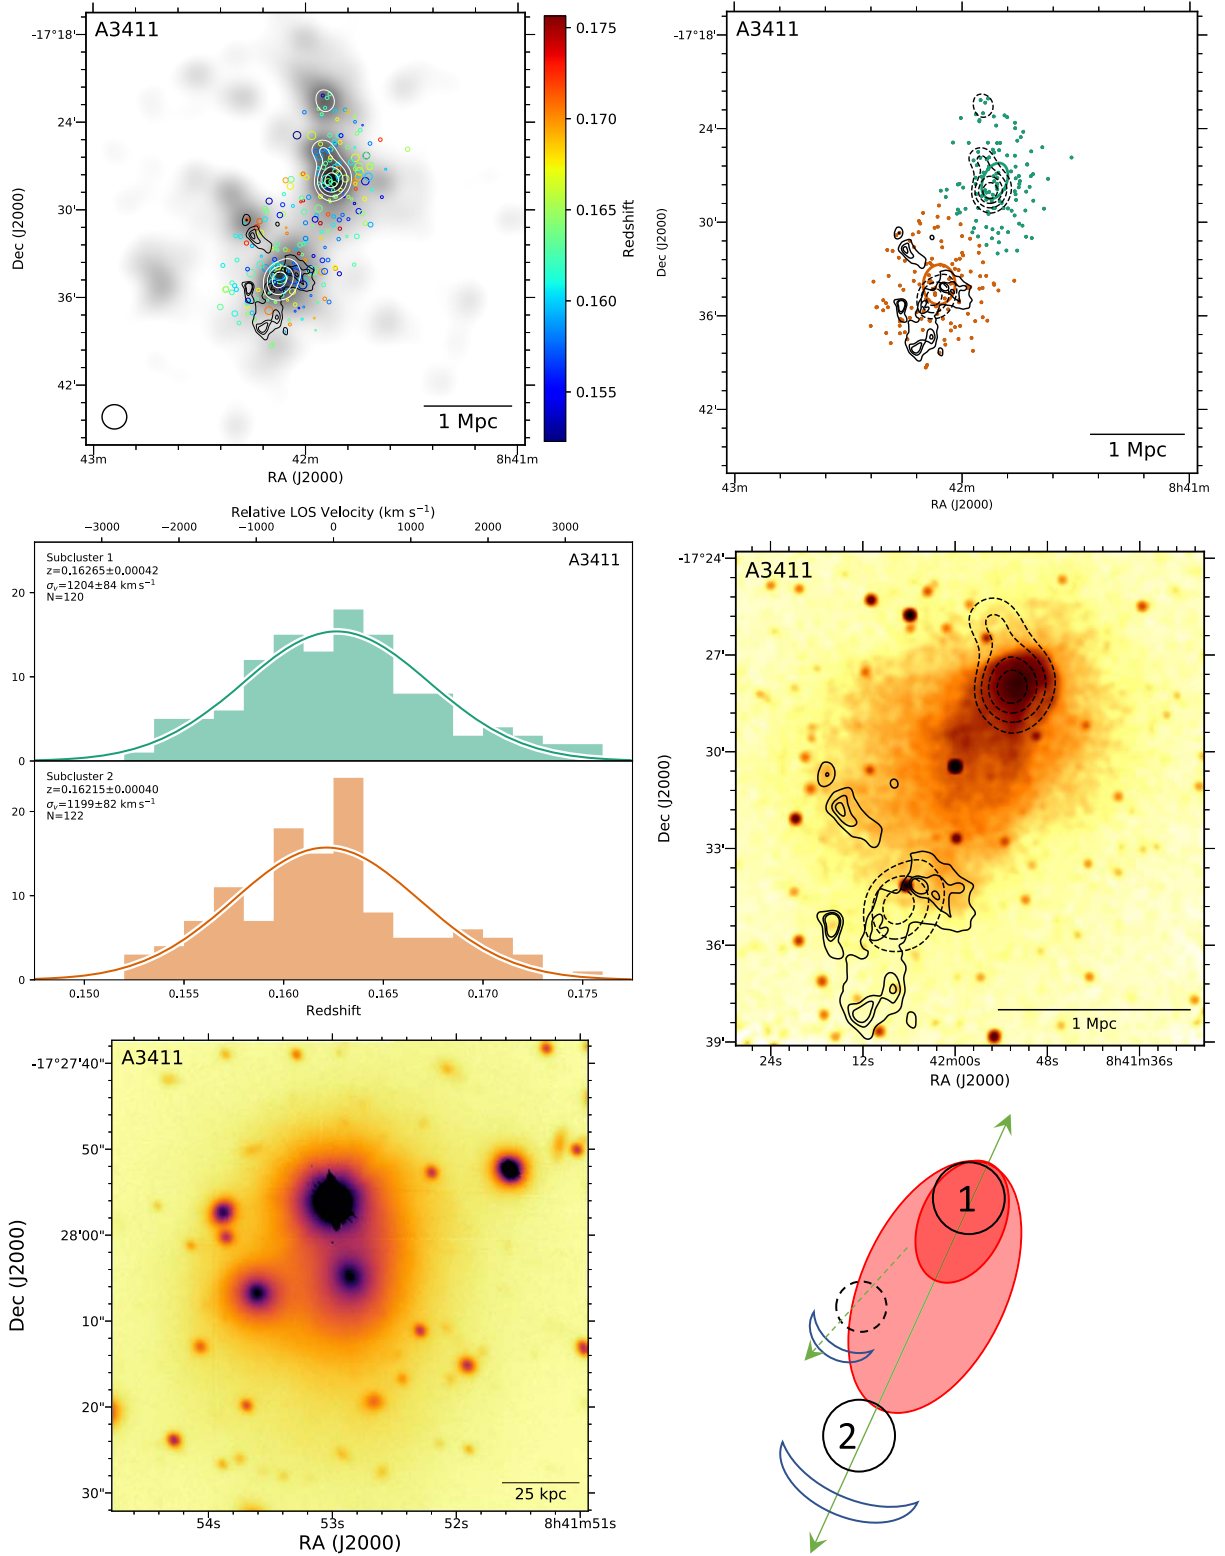 A3411
-17°18'
24'
30'
36'
42'
Dec (J2000)
43m
42m
8h41m
RA (J2000)
1 Mpc
0.175
0.170
0.165
0.160
0.155
Redshift
A3411
-17°18'
24'
30'
36'
42'
Dec (J2000)
43m
42m
8h41m
RA (J2000)
1 Mpc
Relative LOS Velocity (km s⁻¹)
−3000 −2000 −1000 0 1000 2000 3000
Subcluster 1
z=0.16265±0.00042
σᵥ=1204±84 km s⁻¹
N=120
A3411
20
10
0
Subcluster 2
z=0.16215±0.00040
σᵥ=1199±82 km s⁻¹
N=122
20
10
0
0.150 0.155 0.160 0.165 0.170 0.175
Redshift
A3411
-17°24'
27'
30'
33'
36'
39'
Dec (J2000)
24s 12s 42m00s 48s 8h41m36s
RA (J2000)
1 Mpc
A3411
-17°27'40"
50"
28'00"
10"
20"
30"
Dec (J2000)
54s 53s 52s 8h41m51s
RA (J2000)
25 kpc
1
2